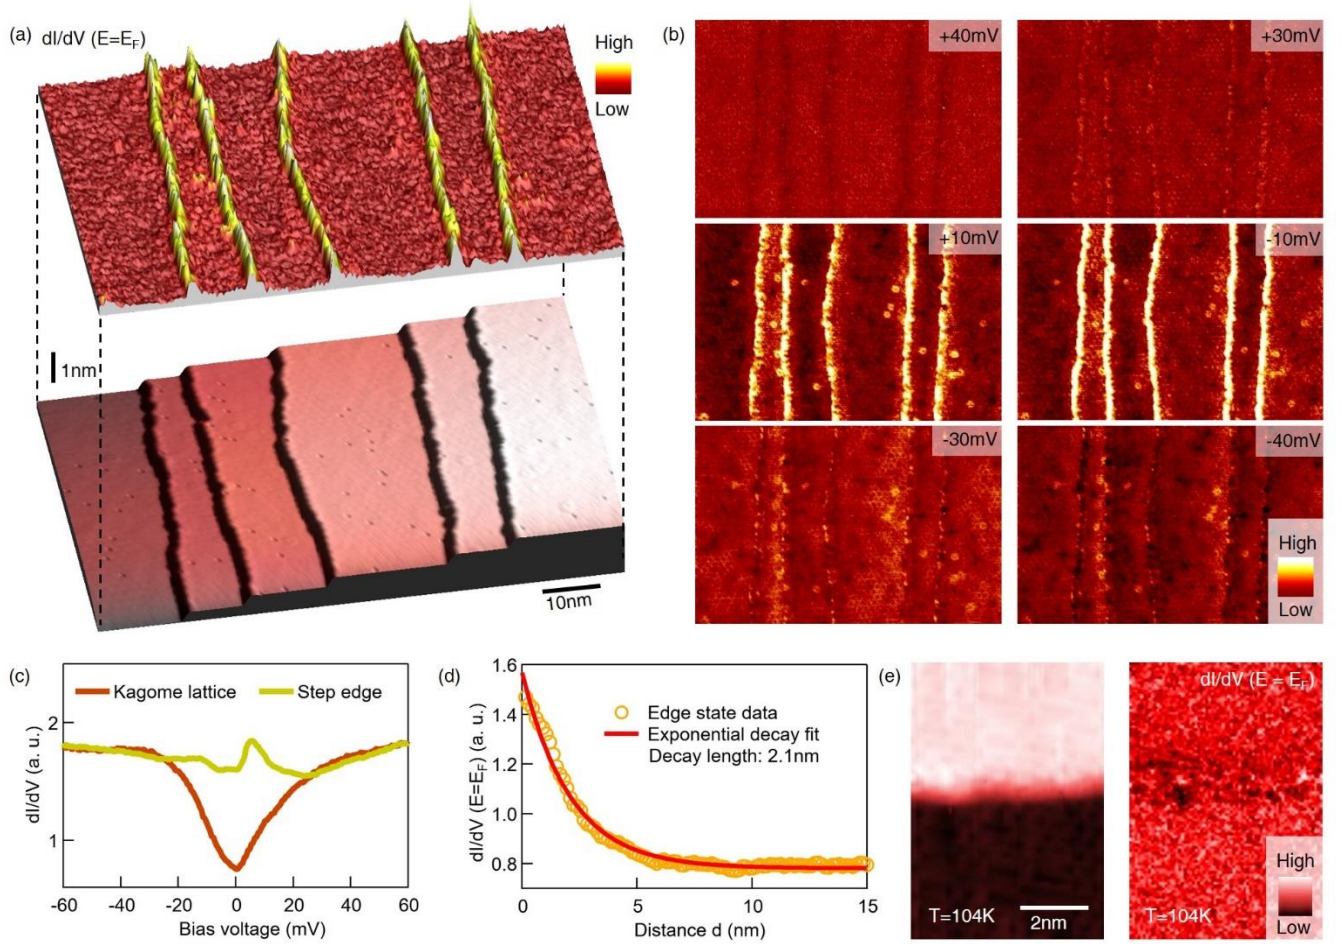 (a) dI/dV (E=E_F)
High
Low
1nm
10nm
(b)
+40mV
+30mV
+10mV
-10mV
-30mV
-40mV
High
Low
(c)
Kagome lattice
Step edge
2
1
dI/dV (a. u.)
-60 -40 -20 0 20 40 60
Bias voltage (mV)
(d)
1.6
1.4
1.2
1.0
0.8
dI/dV (E=E_F) (a. u.)
Edge state data
Exponential decay fit
Decay length: 2.1nm
0 5 10 15
Distance d (nm)
(e)
T=104K
2nm
dI/dV (E = E_F)
T=104K
High
Low